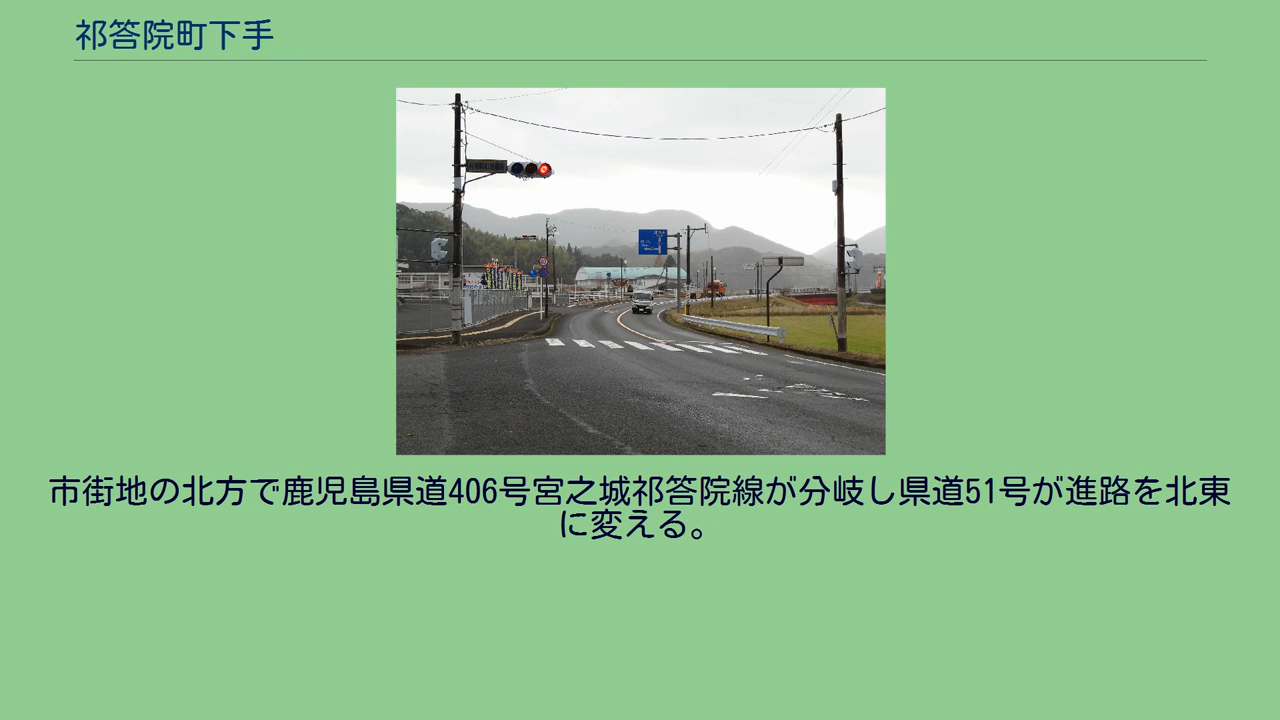 祁答院町下手
市街地の北方で鹿児島県道406号宮之城祁答院線が分岐し県道51号が進路を北東
に変える。